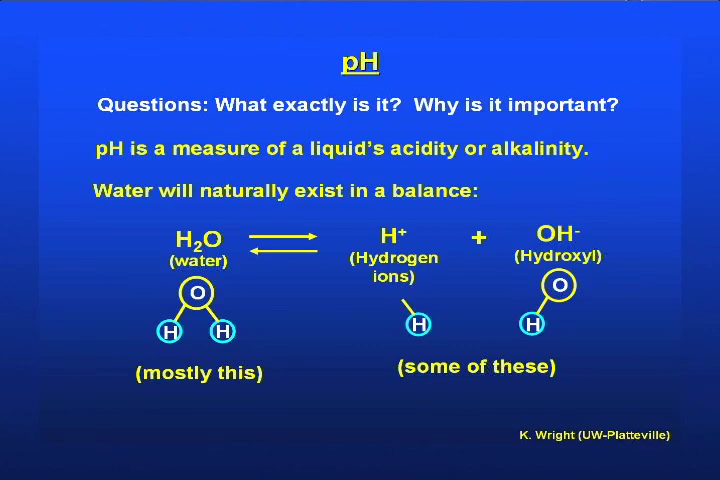 pH
Questions: What exactly is it? Why is it important?
pH is a measure of a liquid's acidity or alkalinity.
Water will naturally exist in a balance:
H₂O H⁺ + OH⁻
(water) (Hydrogen ions) (Hydroxyl)
O O
H H H H
(mostly this) (some of these)
K. Wright (UW-Platteville)